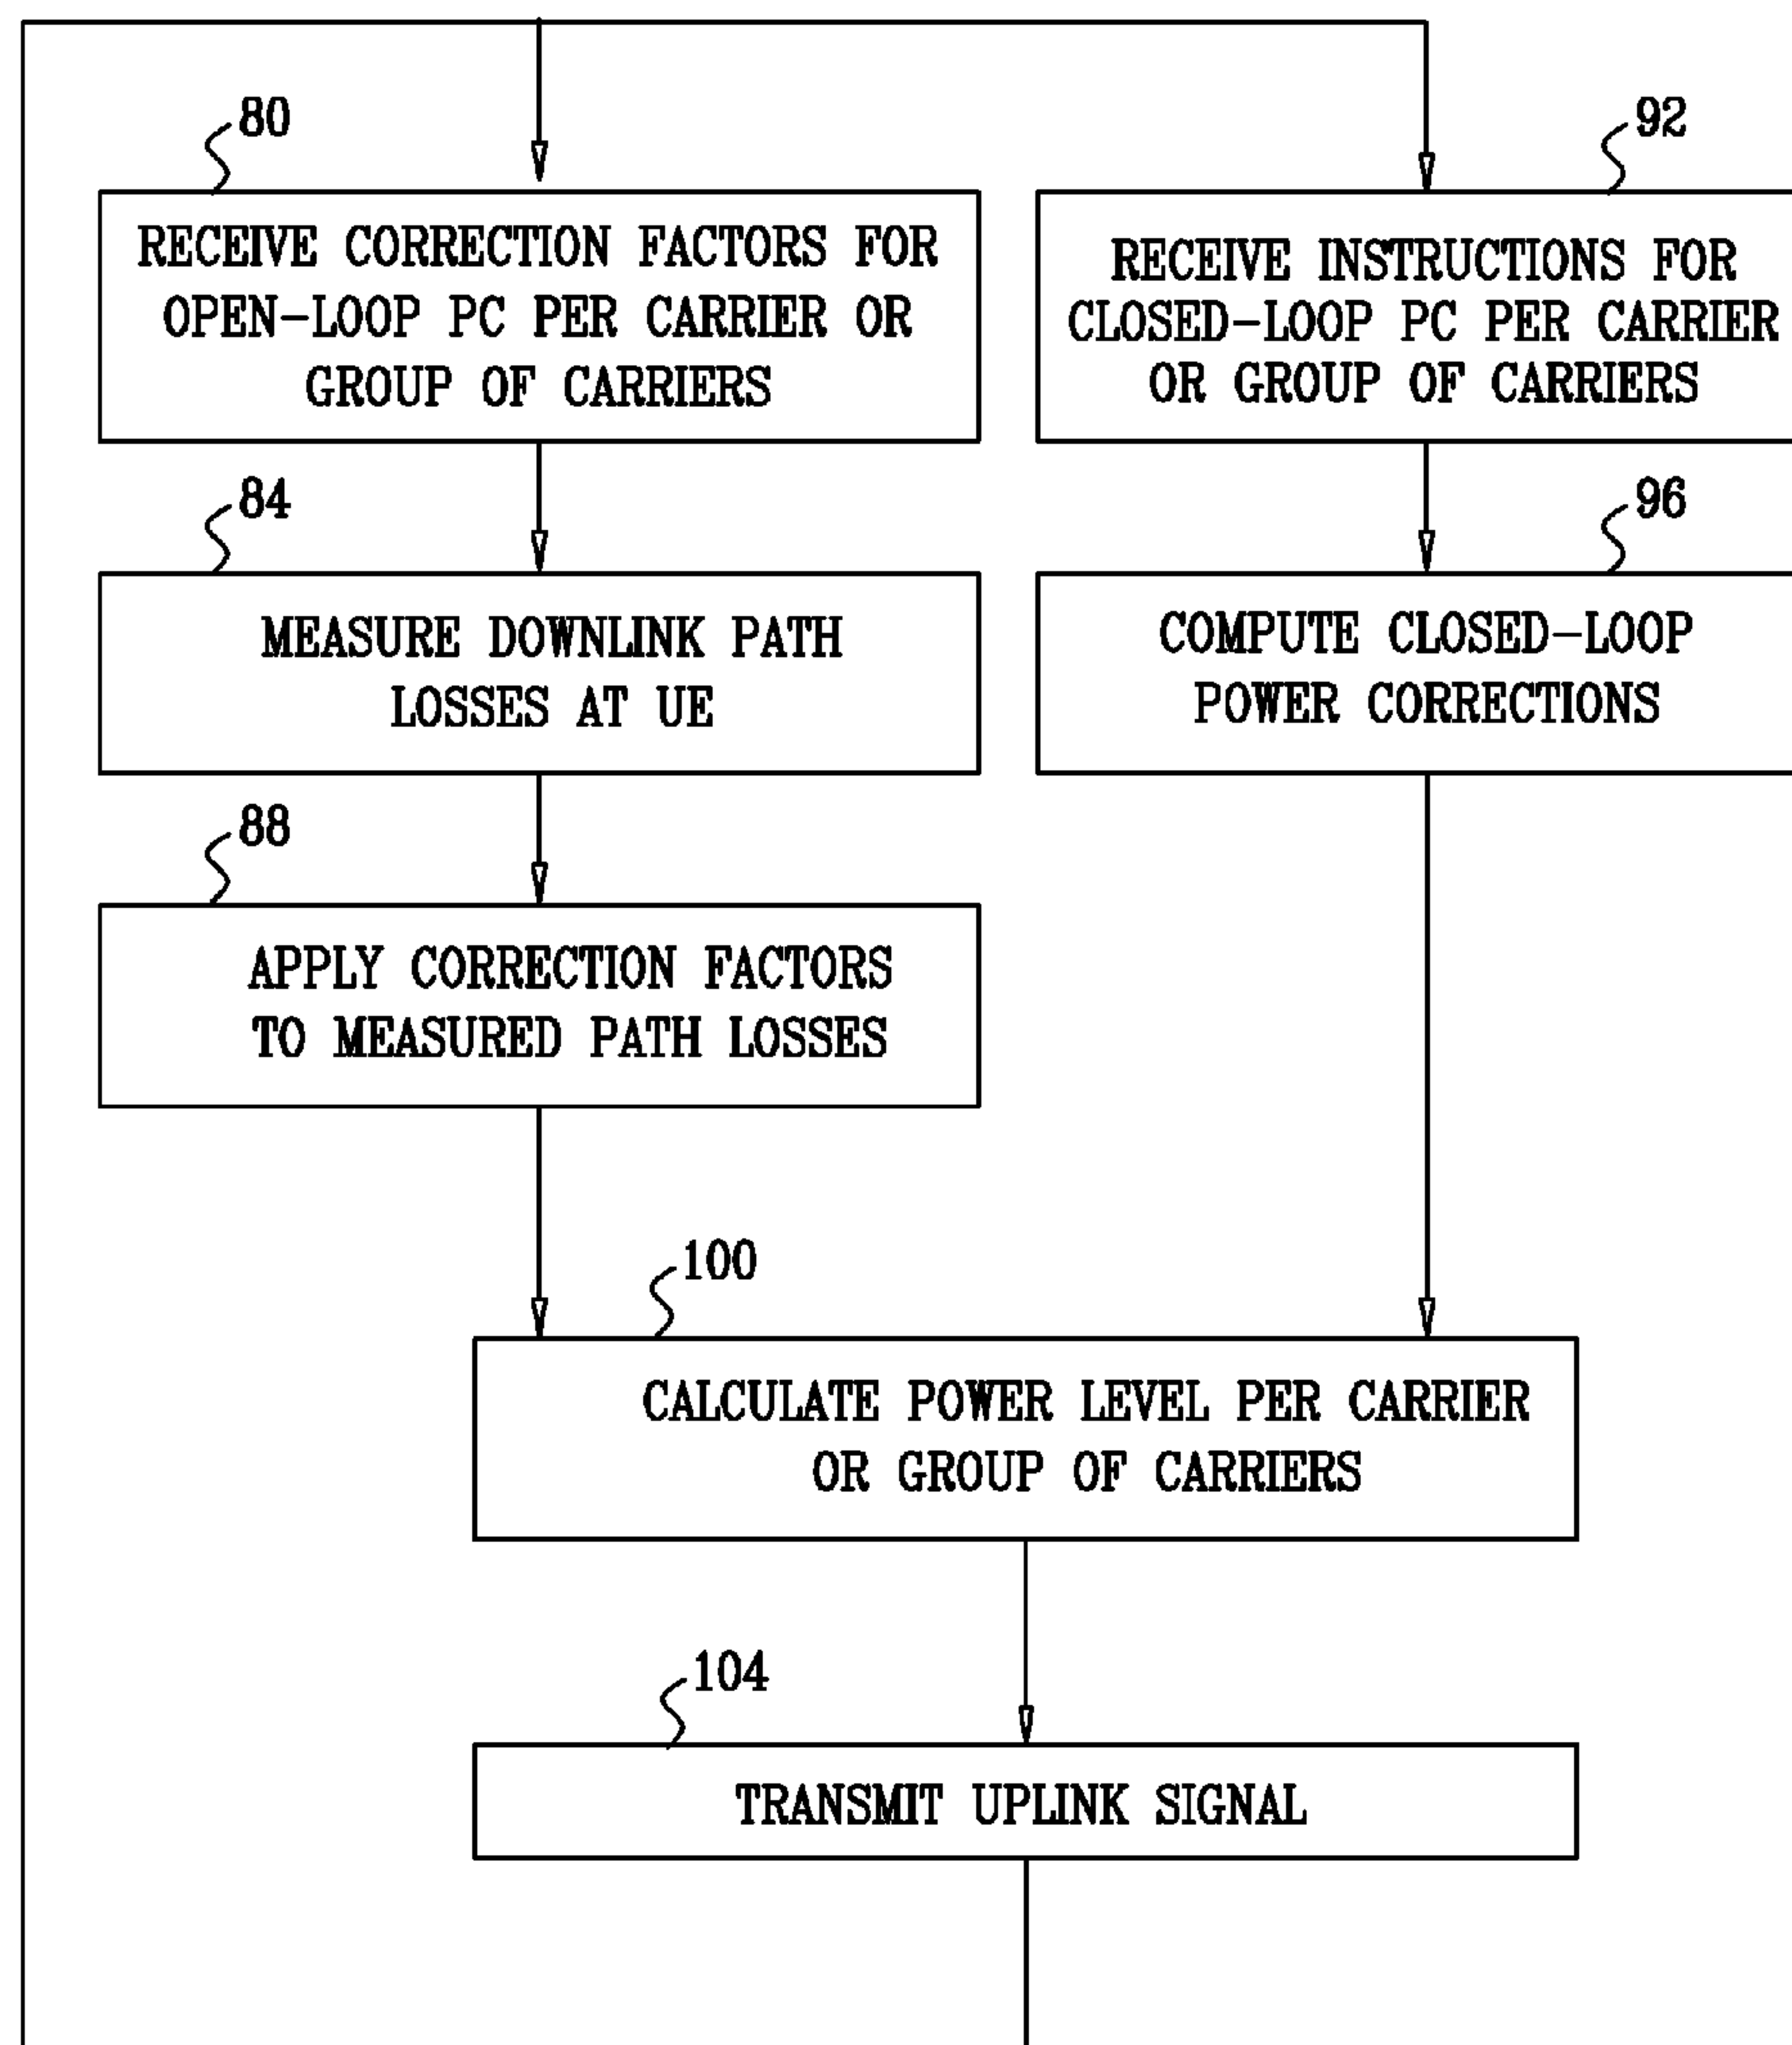 80
RECEIVE CORRECTION FACTORS FOR
OPEN-LOOP PC PER CARRIER OR
GROUP OF CARRIERS
92
RECEIVE INSTRUCTIONS FOR
CLOSED-LOOP PC PER CARRIER
OR GROUP OF CARRIERS
84
MEASURE DOWNLINK PATH
LOSSES AT UE
96
COMPUTE CLOSED-LOOP
POWER CORRECTIONS
88
APPLY CORRECTION FACTORS
TO MEASURED PATH LOSSES
100
CALCULATE POWER LEVEL PER CARRIER
OR GROUP OF CARRIERS
104
TRANSMIT UPLINK SIGNAL